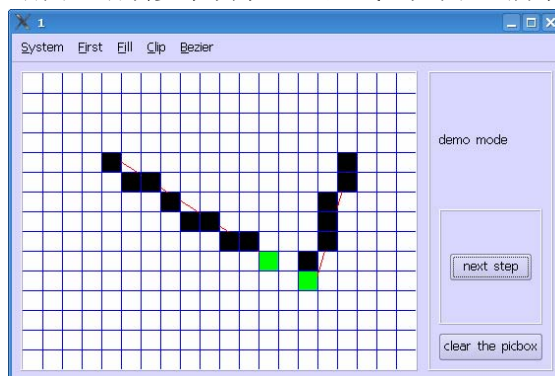 1
System First Fill Clip Bezier
demo mode
next step
clear the picbox